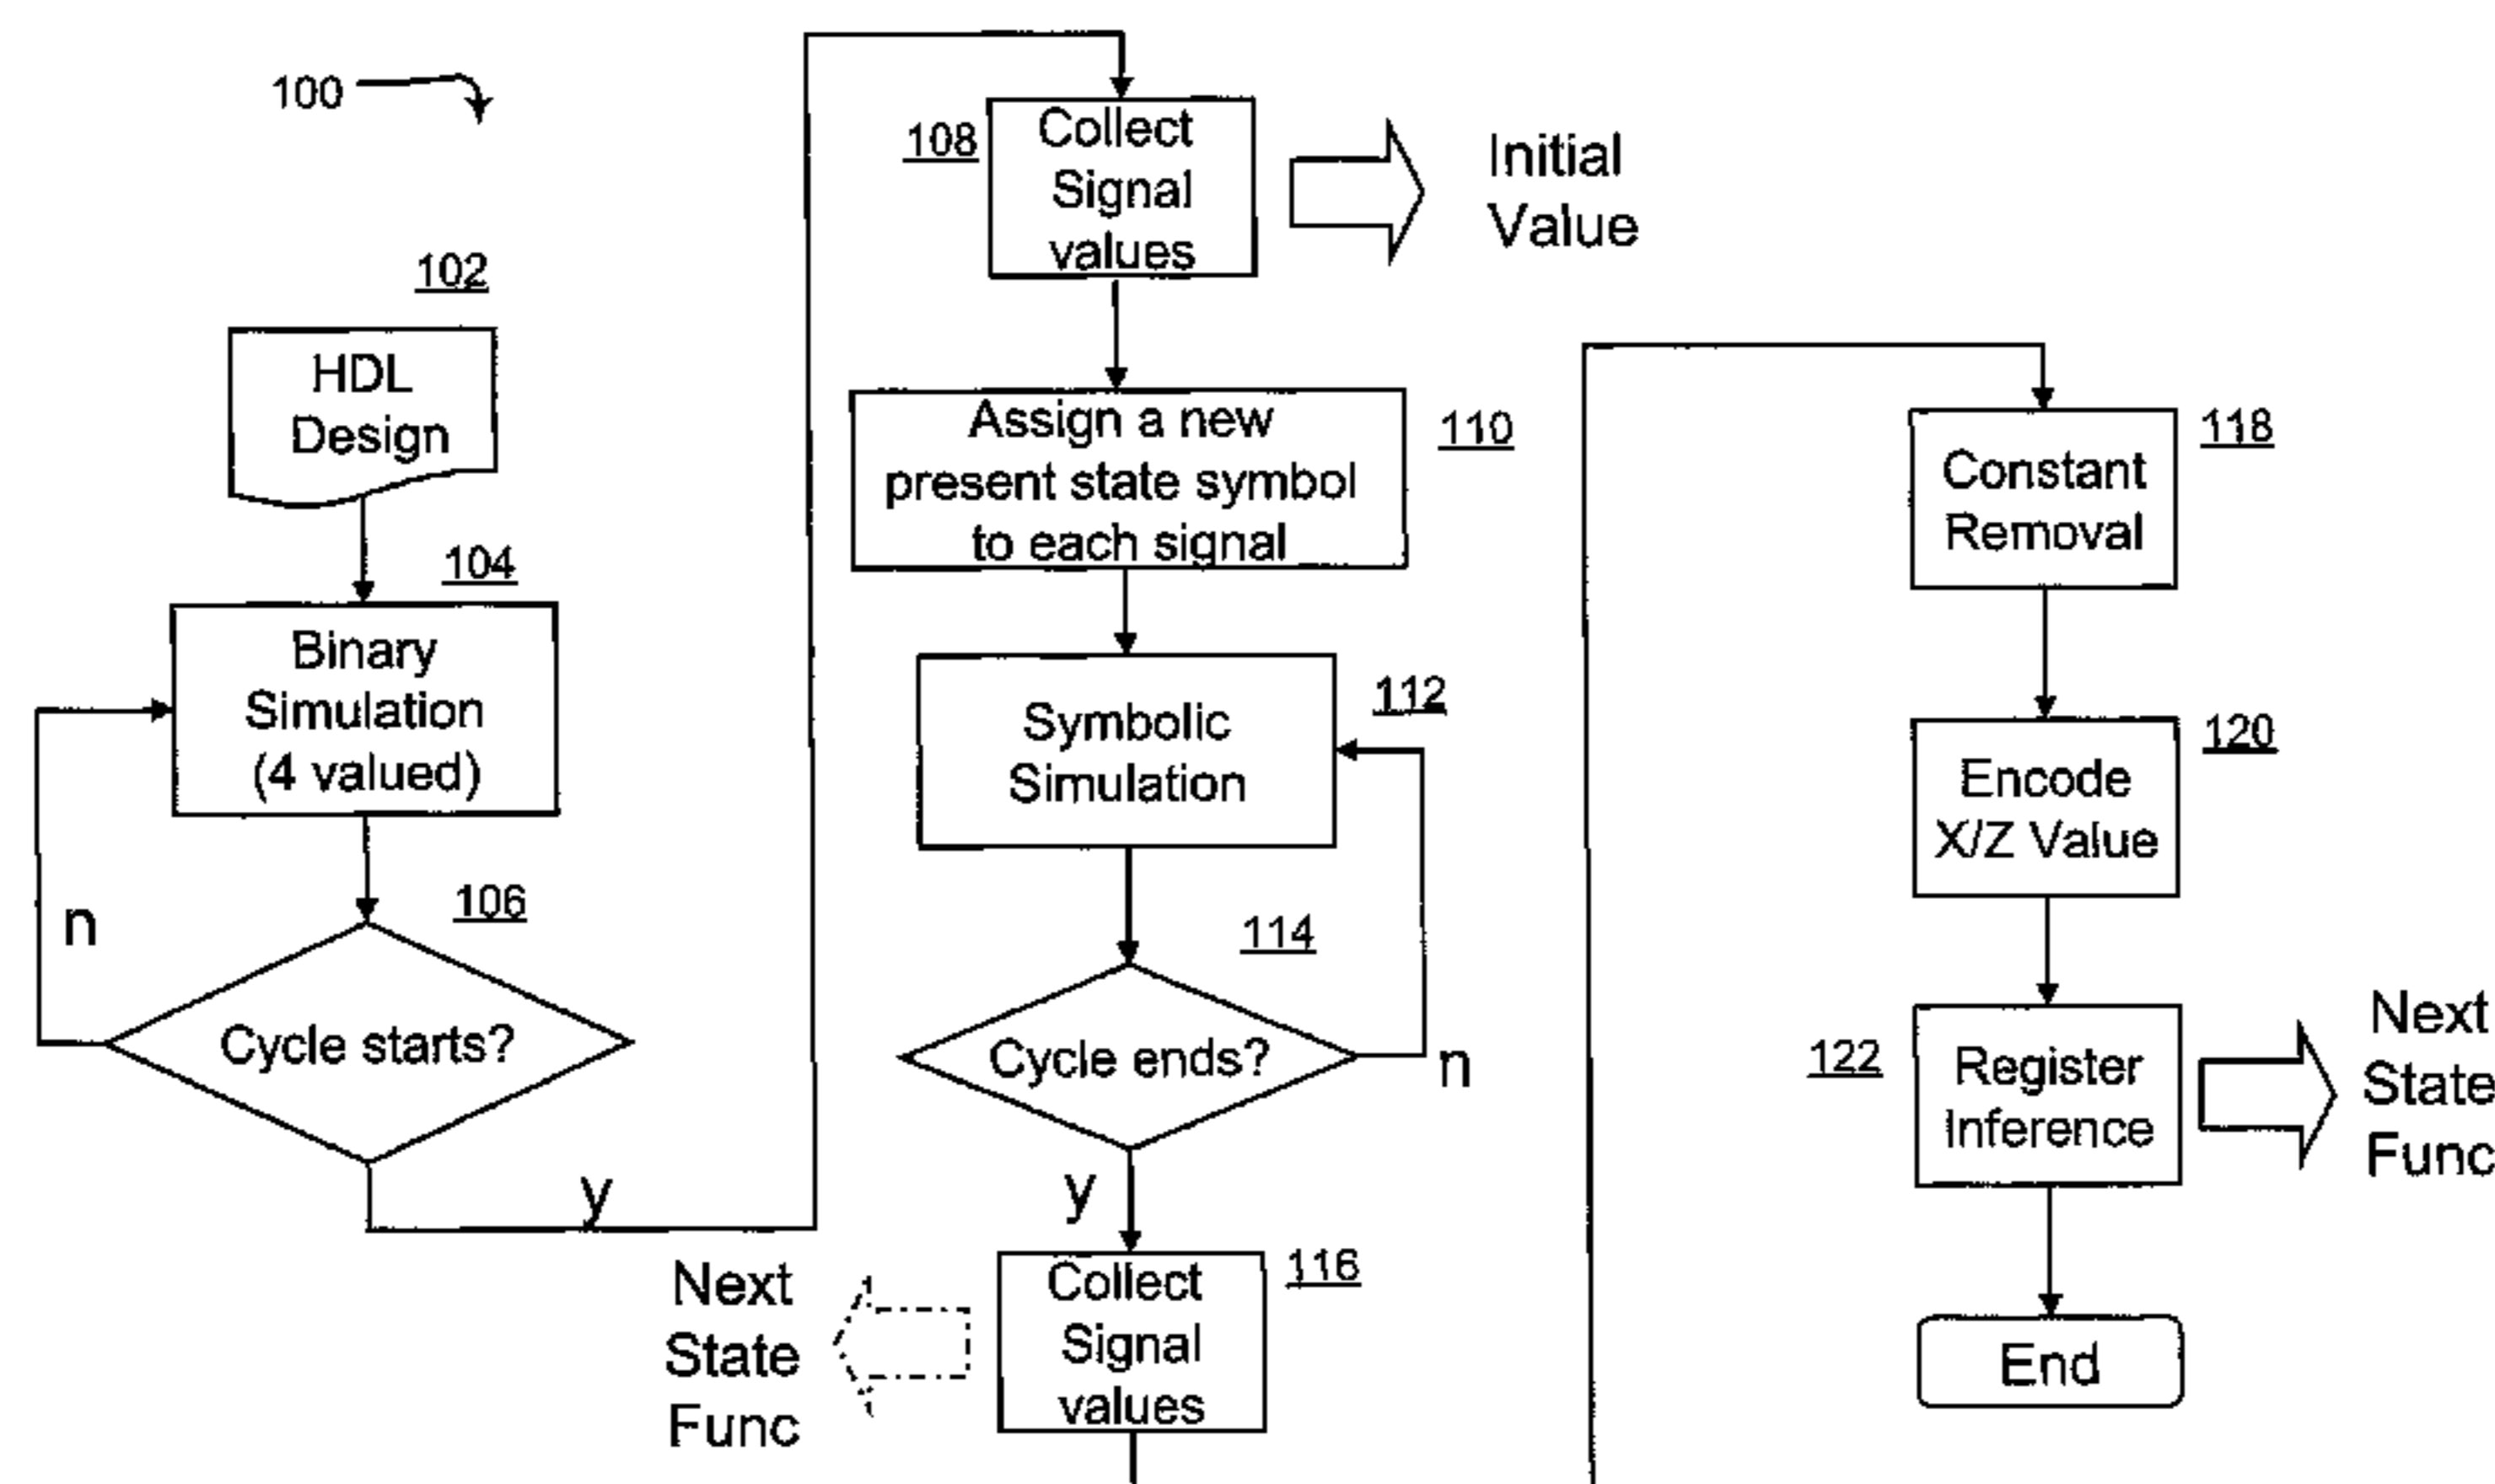 100
102
HDL
Design
104
Binary
Simulation
(4 valued)
n
106
Cycle starts?
y
108
Collect
Signal
values
Initial
Value
Assign a new
present state symbol
to each signal
110
Symbolic
Simulation
112
114
Cycle ends?
n
y
116
Collect
Signal
values
Next
State
Func
118
Constant
Removal
120
Encode
X/Z Value
122
Register
Inference
Next
State
Func
End